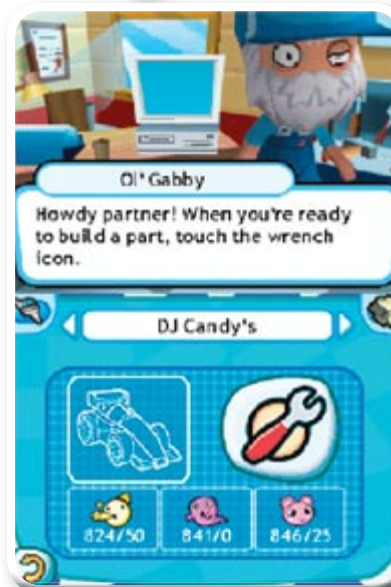 Ol' Gabby
Howdy partner! When you're ready
to build a part, touch the wrench
icon.
DJ Candy's
824/50 841/0 846/25